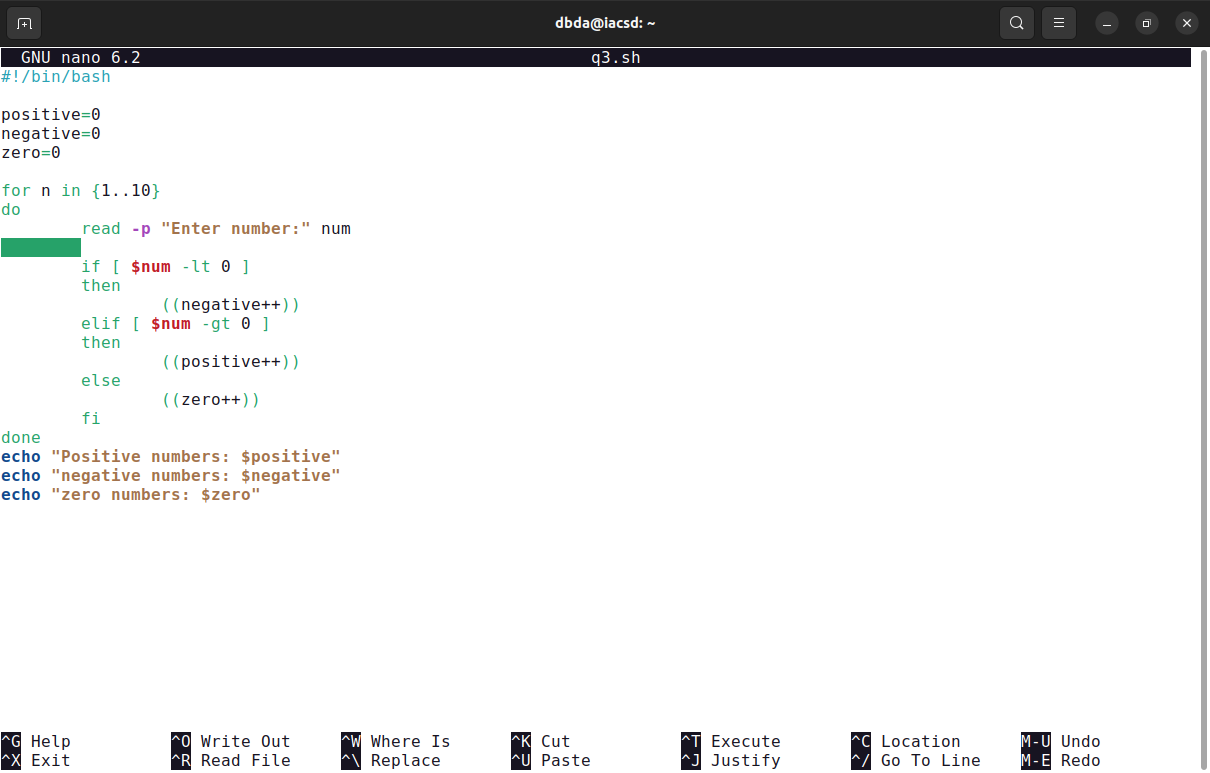 dbda@iacsd: ~
GNU nano 6.2 q3.sh
#!/bin/bash

positive=0
negative=0
zero=0

for n in {1..10}
do
        read -p "Enter number:" num

        if [ $num -lt 0 ]
        then
                ((negative++))
        elif [ $num -gt 0 ]
        then
                ((positive++))
        else
                ((zero++))
        fi
done
echo "Positive numbers: $positive"
echo "negative numbers: $negative"
echo "zero numbers: $zero"

^G Help ^O Write Out ^W Where Is ^K Cut ^T Execute ^C Location M-U Undo
^X Exit ^R Read File ^\ Replace ^U Paste ^J Justify ^/ Go To Line M-E Redo